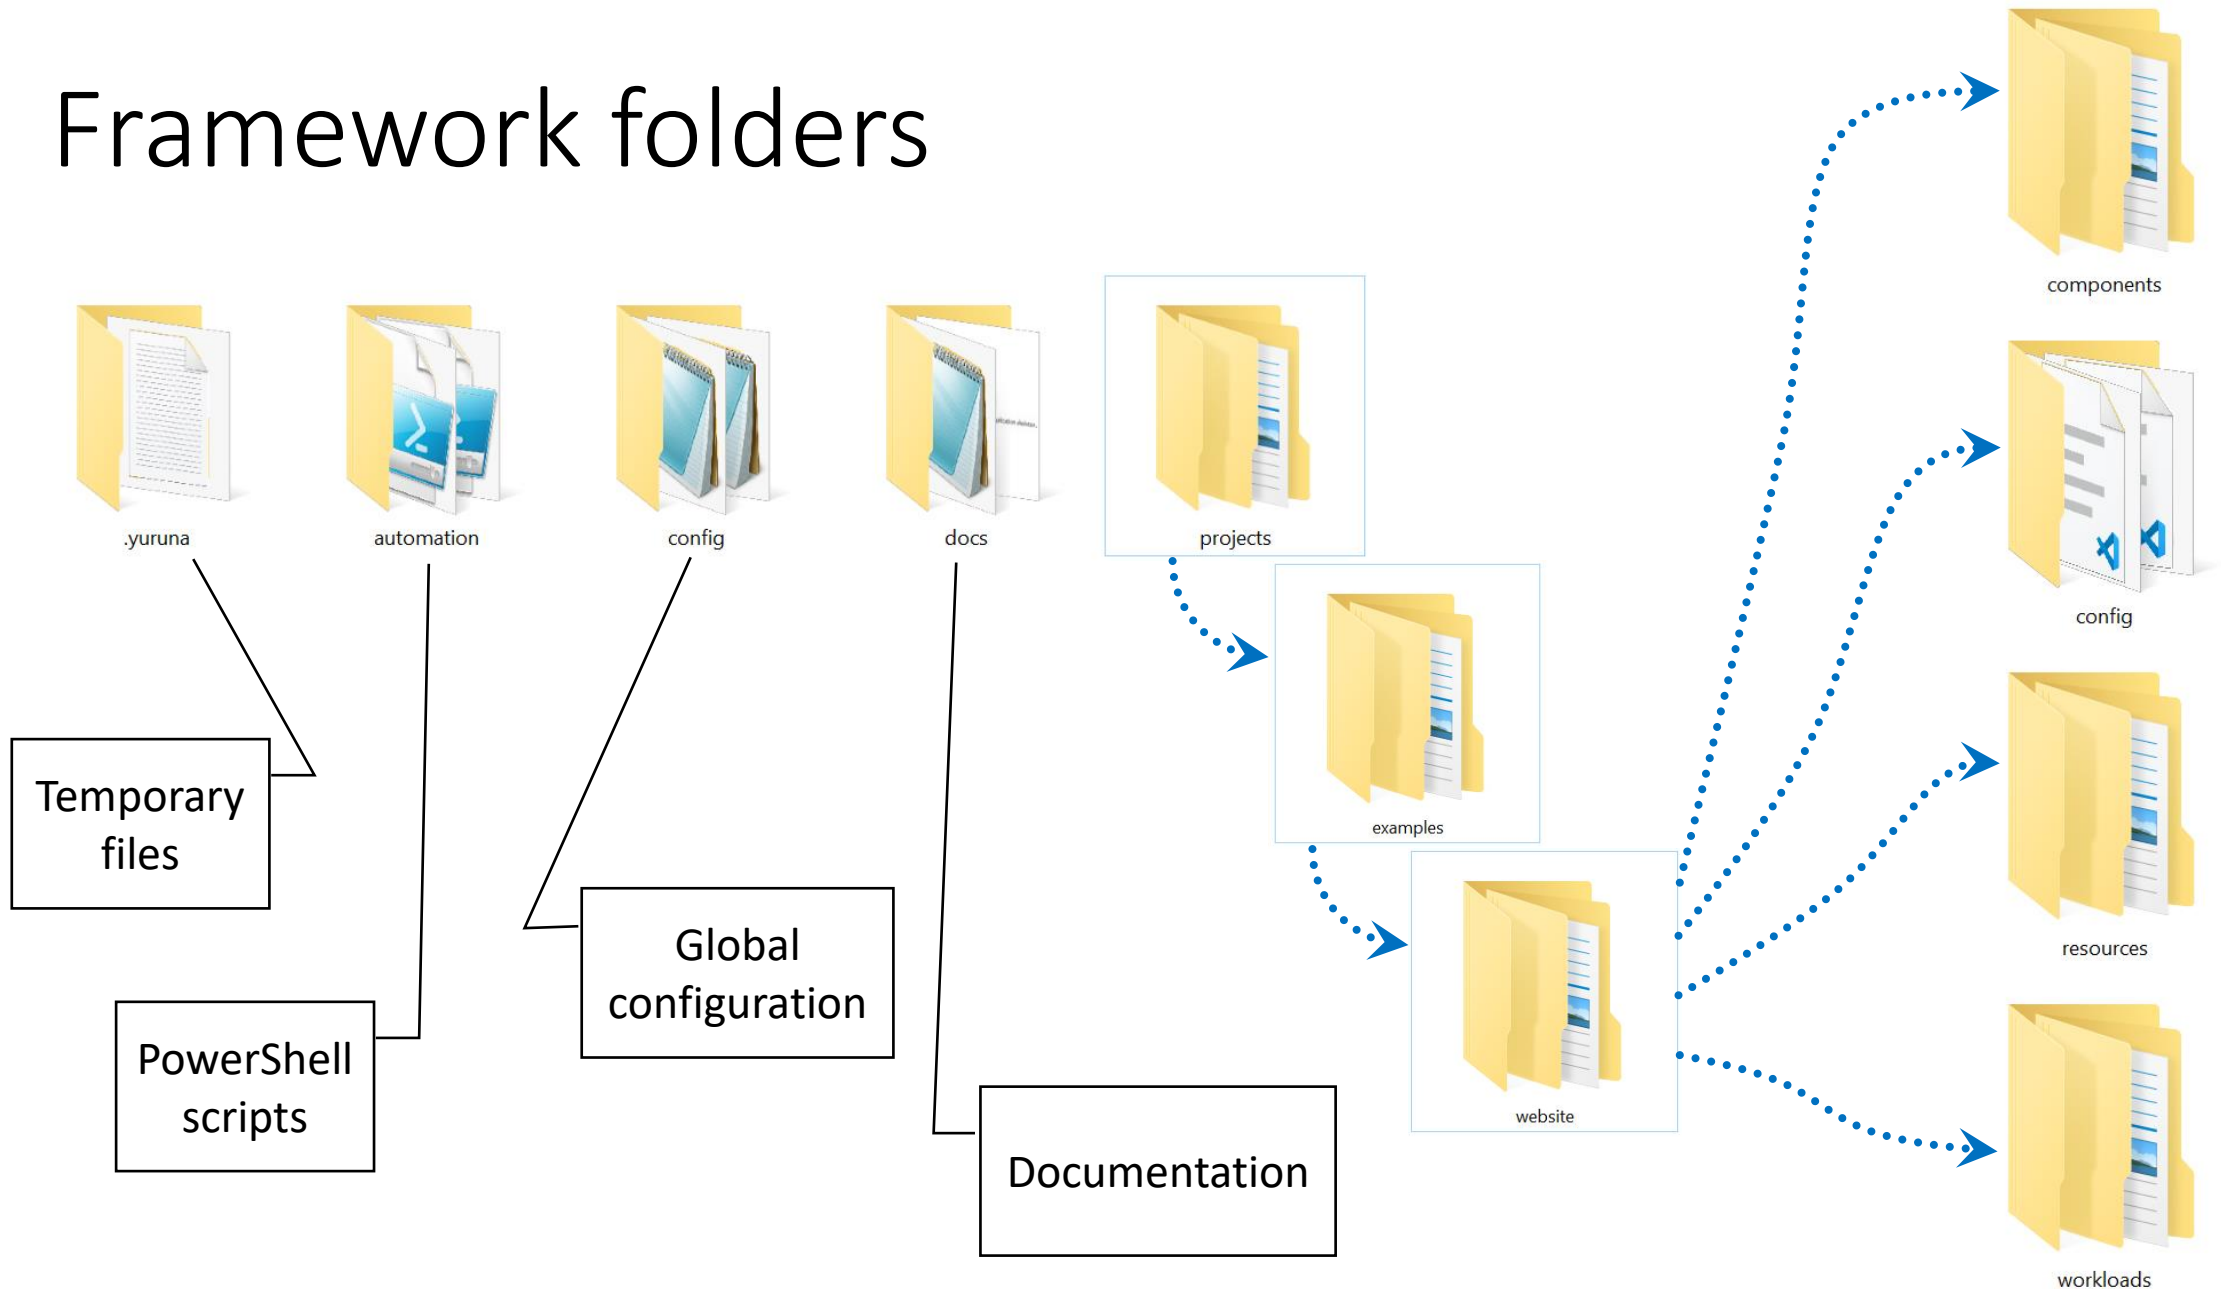 Framework folders
.yuruna
automation
config
docs
projects
examples
website
components
config
resources
workloads
Temporary
files
PowerShell
scripts
Global
configuration
Documentation